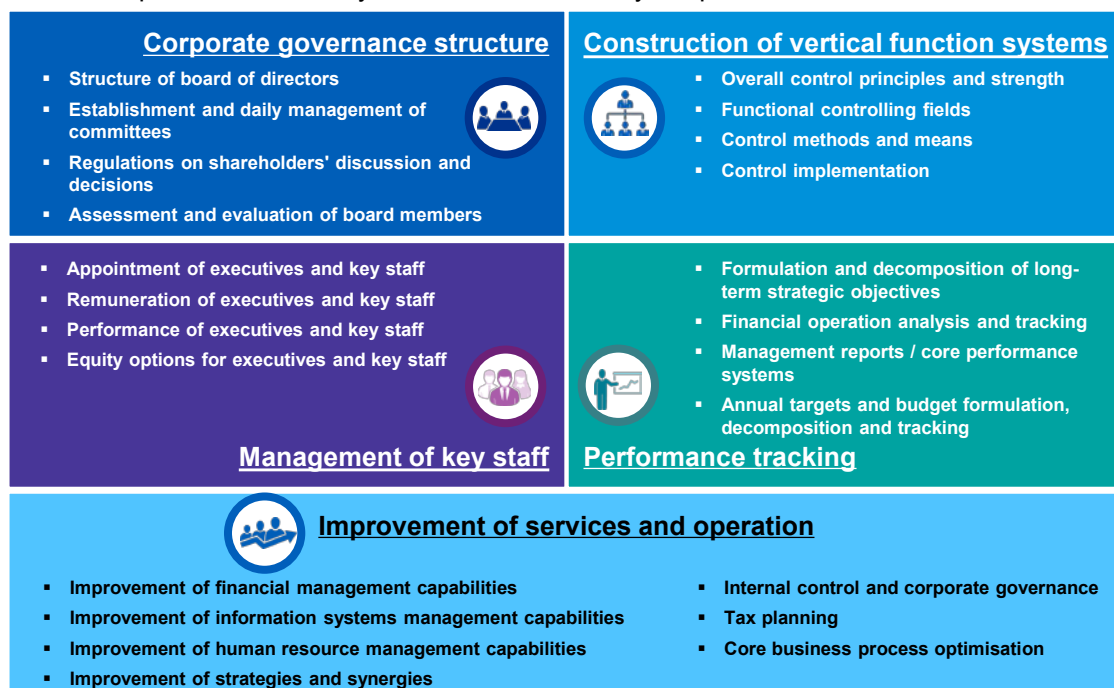 Corporate governance structure
▪ Structure of board of directors
▪ Establishment and daily management of
committees
▪ Regulations on shareholders' discussion and
decisions
▪ Assessment and evaluation of board members
Construction of vertical function systems
▪ Overall control principles and strength
▪ Functional controlling fields
▪ Control methods and means
▪ Control implementation
▪ Appointment of executives and key staff
▪ Remuneration of executives and key staff
▪ Performance of executives and key staff
▪ Equity options for executives and key staff
Management of key staff
▪ Formulation and decomposition of long-
term strategic objectives
▪ Financial operation analysis and tracking
▪ Management reports / core performance
systems
▪ Annual targets and budget formulation,
decomposition and tracking
Performance tracking
Improvement of services and operation
▪ Improvement of financial management capabilities
▪ Improvement of information systems management capabilities
▪ Improvement of human resource management capabilities
▪ Improvement of strategies and synergies
▪ Internal control and corporate governance
▪ Tax planning
▪ Core business process optimisation